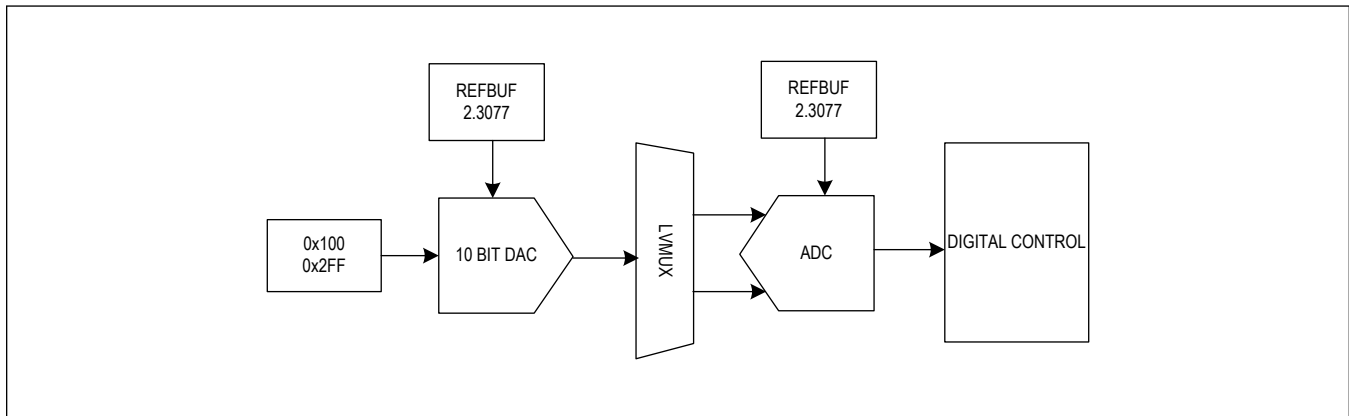 REFBUF
2.3077
REFBUF
2.3077
0x100
0x2FF
10 BIT DAC
LVMUX
ADC
DIGITAL CONTROL